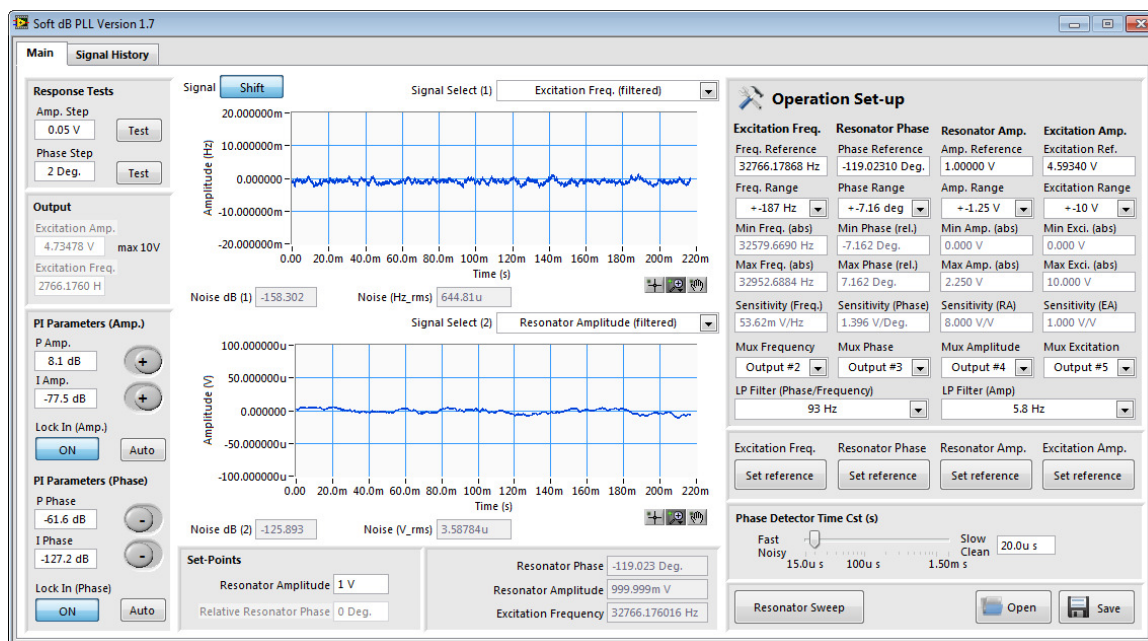 Soft dB PLL Version 1.7
Main Signal History
Response Tests
Amp. Step
0.05 V Test
Phase Step
2 Deg. Test
Output
Excitation Amp.
4.73478 V max 10V
Excitation Freq.
2766.1760 H
PI Parameters (Amp.)
P Amp.
8.1 dB +
I Amp.
-77.5 dB +
Lock In (Amp.)
ON Auto
PI Parameters (Phase)
P Phase
-61.6 dB -
I Phase
-127.2 dB -
Lock In (Phase)
ON Auto
Signal Shift Signal Select (1) Excitation Freq. (filtered)
Amplitude (Hz)
20.000000m
10.000000m
0.000000
-10.000000m
-20.000000m
0.00 20.0m 40.0m 60.0m 80.0m 100m 120m 140m 160m 180m 200m 220m
Time (s)
Noise dB (1) -158.302 Noise (Hz_rms) 644.81u
Signal Select (2) Resonator Amplitude (filtered)
Amplitude (V)
100.000000u
50.000000u
0.000000
-50.000000u
-100.000000u
0.00 20.0m 40.0m 60.0m 80.0m 100m 120m 140m 160m 180m 200m 220m
Time (s)
Noise dB (2) -125.893 Noise (V_rms) 3.58784u
Set-Points
Resonator Amplitude 1 V
Relative Resonator Phase 0 Deg.
Resonator Phase -119.023 Deg.
Resonator Amplitude 999.999m V
Excitation Frequency 32766.176016 Hz
Operation Set-up
Excitation Freq. Resonator Phase Resonator Amp. Excitation Amp.
Freq. Reference Phase Reference Amp. Reference Excitation Ref.
32766.17868 Hz -119.02310 Deg. 1.00000 V 4.59340 V
Freq. Range Phase Range Amp. Range Excitation Range
+-187 Hz +-7.16 deg +-1.25 V +-10 V
Min Freq. (abs) Min Phase (rel.) Min Amp. (abs) Min Exci. (abs)
32579.6690 Hz -7.162 Deg. 0.000 V 0.000 V
Max Freq. (abs) Max Phase (rel.) Max Amp. (abs) Max Exci. (abs)
32952.6884 Hz 7.162 Deg. 2.250 V 10.000 V
Sensitivity (Freq.) Sensitivity (Phase) Sensitivity (RA) Sensitivity (EA)
53.62m V/Hz 1.396 V/Deg. 8.000 V/V 1.000 V/V
Mux Frequency Mux Phase Mux Amplitude Mux Excitation
Output #2 Output #3 Output #4 Output #5
LP Filter (Phase/Frequency) LP Filter (Amp)
93 Hz 5.8 Hz
Excitation Freq. Resonator Phase Resonator Amp. Excitation Amp.
Set reference Set reference Set reference Set reference
Phase Detector Time Cst (s)
Fast Slow
Noisy Clean 20.0u s
15.0u s 100u s 1.50m s
Resonator Sweep Open Save